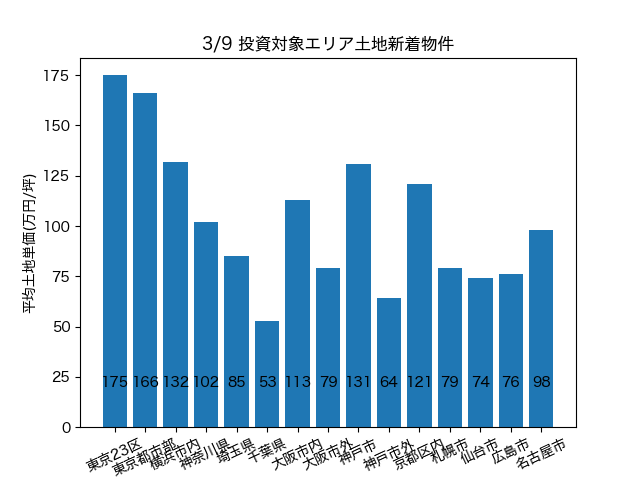 3/9 投資対象エリア土地新着物件
平均土地単価(万円/坪)
175
150
125
100
75
50
25
0
175 166 132 102 85 53 113 79 131 64 121 79 74 76 98
東京23区
東京都市部
横浜市内
神奈川県
埼玉県
千葉県
大阪市内
大阪市外
神戸市
神戸市外
京都区内
札幌市
仙台市
広島市
名古屋市